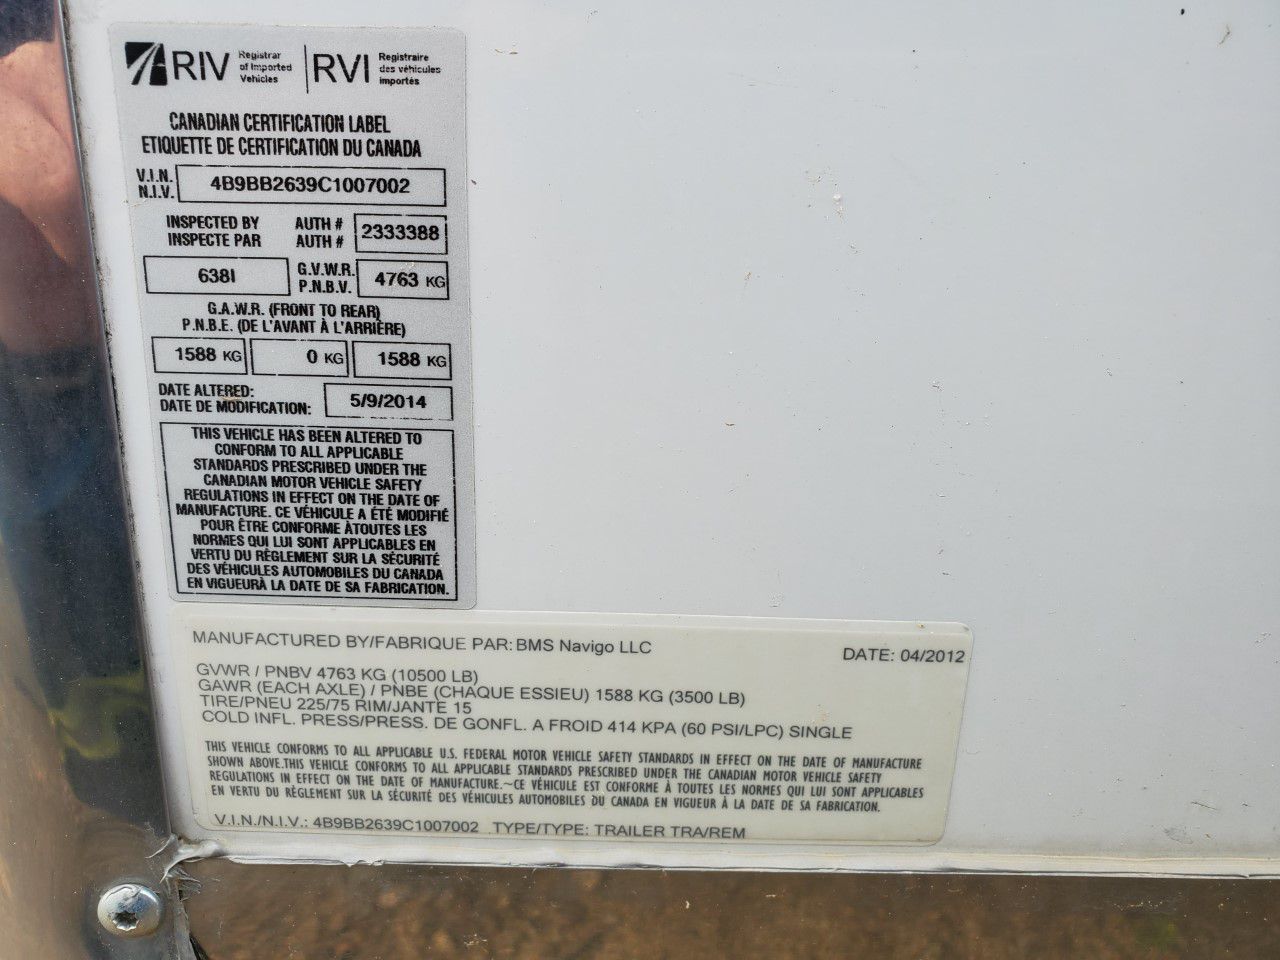 RIV Registrar of Imported Vehicles RVI Registraire des véhicules importés
CANADIAN CERTIFICATION LABEL
ETIQUETTE DE CERTIFICATION DU CANADA
V.I.N.
N.I.V.
4B9BB2639C1007002
INSPECTED BY
INSPECTE PAR
AUTH #
AUTH #
2333388
638I
G.V.W.R.
P.N.B.V.
4763 KG
G.A.W.R. (FRONT TO REAR)
P.N.B.E. (DE L'AVANT À L'ARRIÈRE)
1588 KG 0 KG 1588 KG
DATE ALTERED:
DATE DE MODIFICATION:
5/9/2014
THIS VEHICLE HAS BEEN ALTERED TO
CONFORM TO ALL APPLICABLE
STANDARDS PRESCRIBED UNDER THE
CANADIAN MOTOR VEHICLE SAFETY
REGULATIONS IN EFFECT ON THE DATE OF
MANUFACTURE. CE VÉHICULE A ÉTÉ MODIFIÉ
POUR ÊTRE CONFORME ÀTOUTES LES
NORMES QUI LUI SONT APPLICABLES EN
VERTU DU RÈGLEMENT SUR LA SÉCURITÉ
DES VÉHICULES AUTOMOBILES DU CANADA
EN VIGUEURÀ LA DATE DE SA FABRICATION.
MANUFACTURED BY/FABRIQUE PAR: BMS Navigo LLC DATE: 04/2012
GVWR / PNBV 4763 KG (10500 LB)
GAWR (EACH AXLE) / PNBE (CHAQUE ESSIEU) 1588 KG (3500 LB)
TIRE/PNEU 225/75 RIM/JANTE 15
COLD INFL. PRESS/PRESS. DE GONFL. A FROID 414 KPA (60 PSI/LPC) SINGLE
THIS VEHICLE CONFORMS TO ALL APPLICABLE U.S. FEDERAL MOTOR VEHICLE SAFETY STANDARDS IN EFFECT ON THE DATE OF MANUFACTURE
SHOWN ABOVE.THIS VEHICLE CONFORMS TO ALL APPLICABLE STANDARDS PRESCRIBED UNDER THE CANADIAN MOTOR VEHICLE SAFETY
REGULATIONS IN EFFECT ON THE DATE OF MANUFACTURE.~CE VÉHICULE EST CONFORME À TOUTES LES NORMES QUI LUI SONT APPLICABLES
EN VERTU DU RÈGLEMENT SUR LA SÉCURITÉ DES VÉHICULES AUTOMOBILES DU CANADA EN VIGUEUR À LA DATE DE SA FABRICATION.
V.I.N./N.I.V.: 4B9BB2639C1007002 TYPE/TYPE: TRAILER TRA/REM